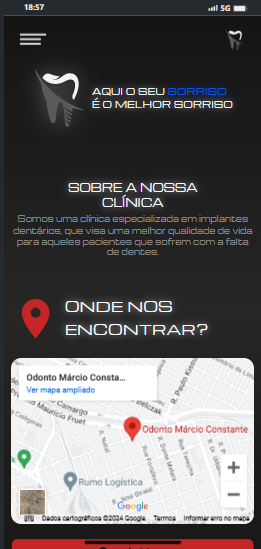 18:57
5G
AQUI O SEU SORRISO
É O MELHOR SORRISO
SOBRE A NOSSA
CLÍNICA
Somos uma clínica especializada em implantes
dentários, que visa uma melhor qualidade de vida
para aqueles pacientes que sofrem com a falta
de dentes.
ONDE NOS
ENCONTRAR?
Odonto Márcio Consta...
Ver mapa ampliado
R. Paulo Kissu
Camargo
Maurício Fruet
Belczak
R. Natal
Odonto Márcio Constante
Rumo Logística
Google
Dados cartográficos ©2024 Google
Termos
Informar erro no mapa